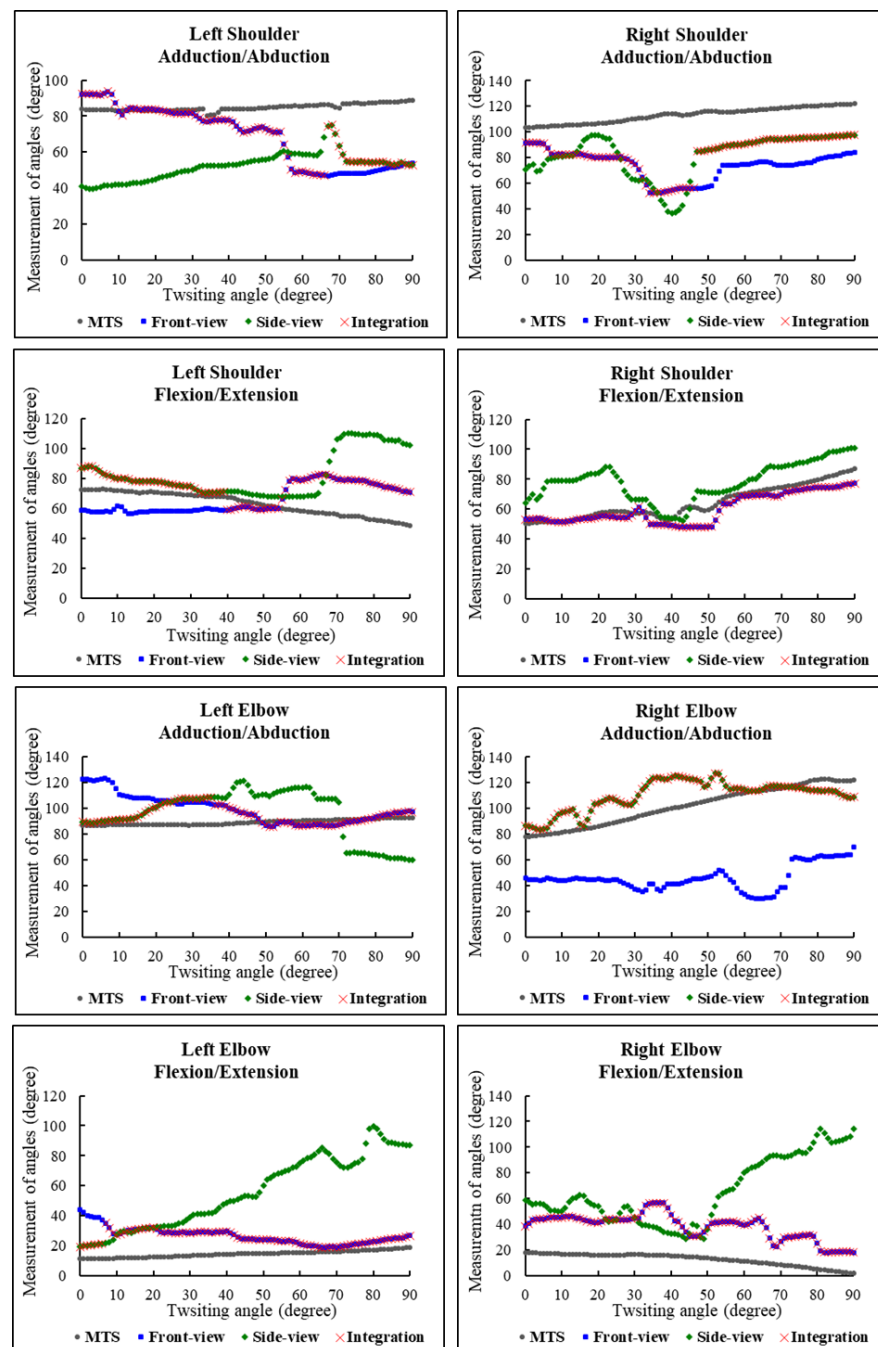 Left Shoulder
Adduction/Abduction
Measurement of angles (degree)
100
80
60
40
20
0
0 10 20 30 40 50 60 70 80 90
Twsiting angle (degree)
MTS Front-view Side-view Integration
Right Shoulder
Adduction/Abduction
Measurement of angles (degree)
140
120
100
80
60
40
20
0
0 10 20 30 40 50 60 70 80 90
Twsiting angle (degree)
MTS Front-view Side-view Integration
Left Shoulder
Flexion/Extension
Measurement of angles (degree)
120
100
80
60
40
20
0
0 10 20 30 40 50 60 70 80 90
Twsiting angle (degree)
MTS Front-view Side-view Integration
Right Shoulder
Flexion/Extension
Measurement of angles (degree)
120
100
80
60
40
20
0
0 10 20 30 40 50 60 70 80 90
Twsiting angle (degree)
MTS Front-view Side-view Integration
Left Elbow
Adduction/Abduction
Measurement of angles (degree)
140
120
100
80
60
40
20
0
0 10 20 30 40 50 60 70 80 90
Twsiting angle (degree)
MTS Front-view Side-view Integration
Right Elbow
Adduction/Abduction
Measurement of angles (degree)
140
120
100
80
60
40
20
0
0 10 20 30 40 50 60 70 80 90
Twsiting angle (degree)
MTS Front-view Side-view Integration
Left Elbow
Flexion/Extension
Measurement of angles (degree)
120
100
80
60
40
20
0
0 10 20 30 40 50 60 70 80 90
Twsiting angle (degree)
MTS Front-view Side-view Integration
Right Elbow
Flexion/Extension
Measuremitn of angles (degree)
140
120
100
80
60
40
20
0
0 10 20 30 40 50 60 70 80 90
Twsiting angle (degree)
MTS Front-view Side-view Integration